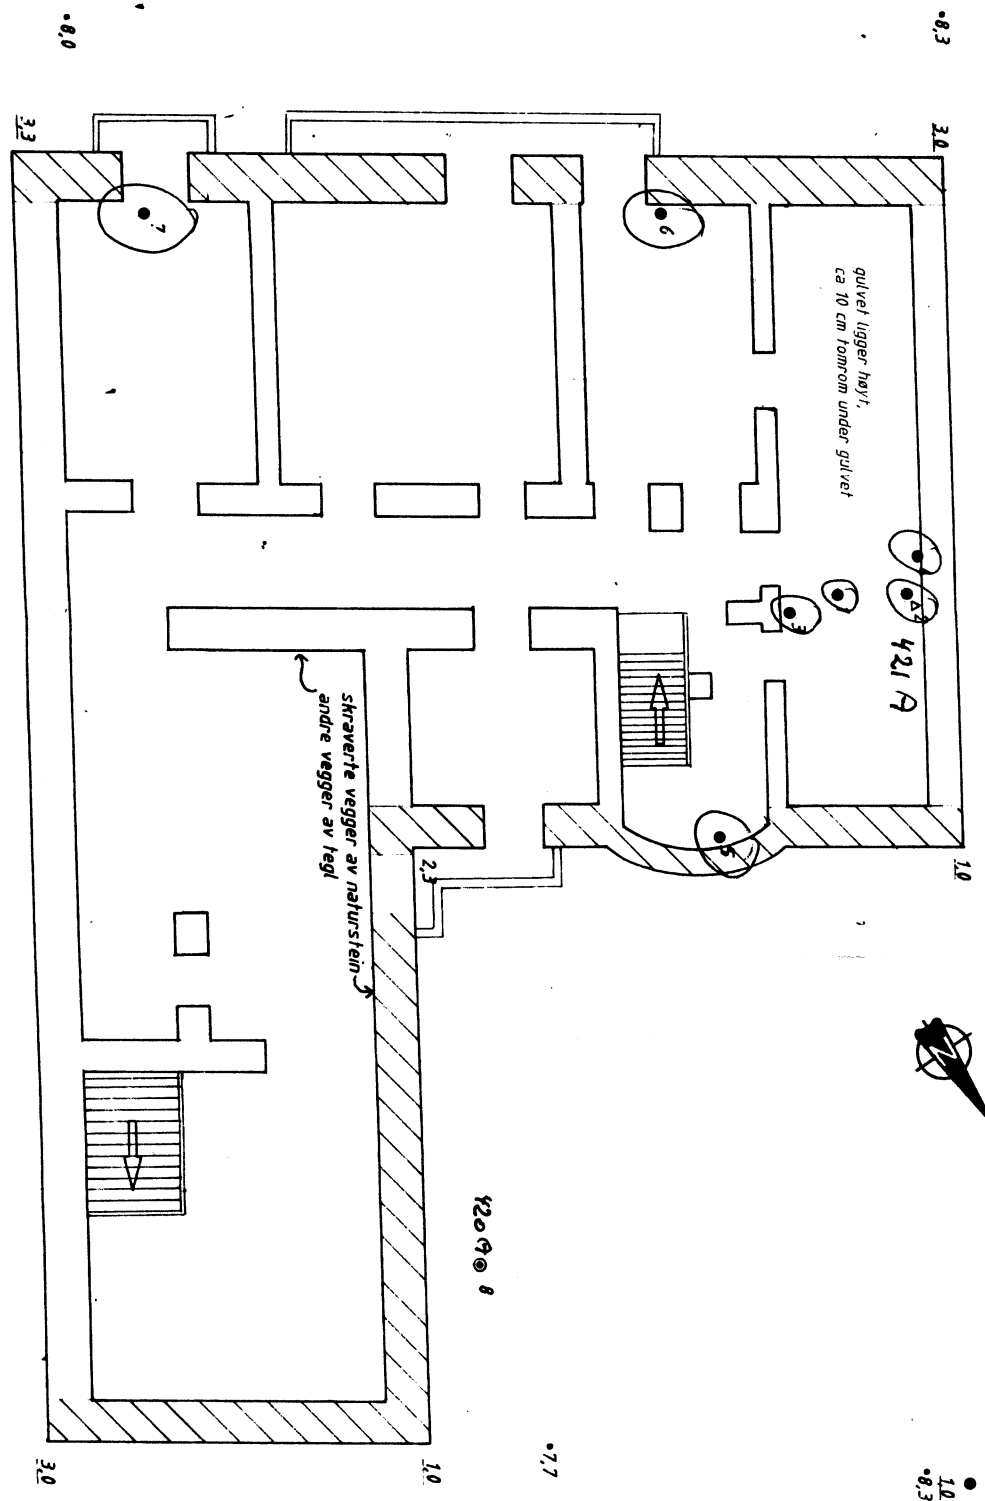 8,0
8,3
3,3
3,0
7
6
gulvet ligger høyt,
ca 10 cm tomrom under gulvet
4
1
2
3
421 A
skraverte vegger av naturstein
andre vegger av tegl
5
2,3
1,0
N
420 A 8
3,0
1,0
7,7
1,0
8,3